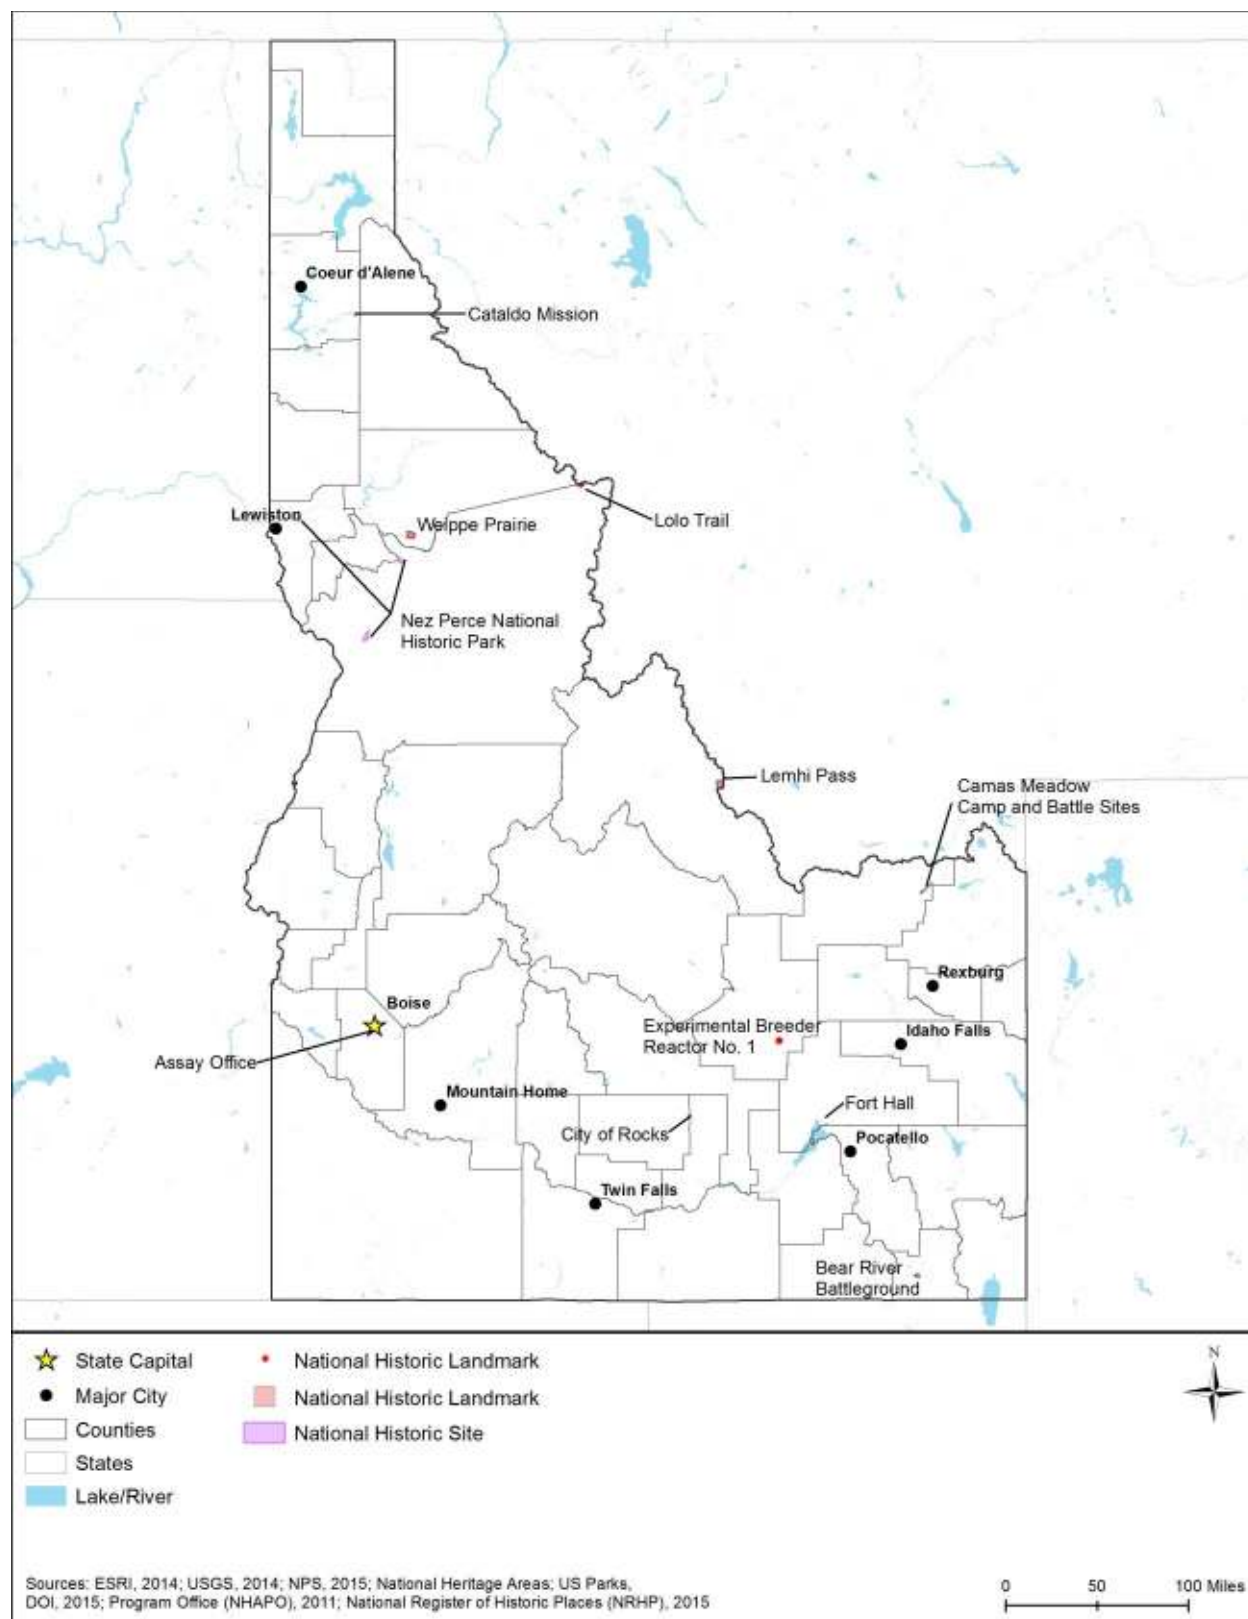 Coeur d'Alene
Cataldo Mission
Lewiston
Weippe Prairie
Lolo Trail
Nez Perce National
Historic Park
Lemhi Pass
Camas Meadow
Camp and Battle Sites
Rexburg
Boise
Experimental Breeder
Reactor No. 1
Idaho Falls
Assay Office
Mountain Home
Fort Hall
City of Rocks
Pocatello
Twin Falls
Bear River
Battleground
State Capital
Major City
Counties
States
Lake/River
National Historic Landmark
National Historic Landmark
National Historic Site
N
Sources: ESRI, 2014; USGS, 2014; NPS, 2015; National Heritage Areas; US Parks,
DOI, 2015; Program Office (NHAPO), 2011; National Register of Historic Places (NRHP), 2015
0 50 100 Miles